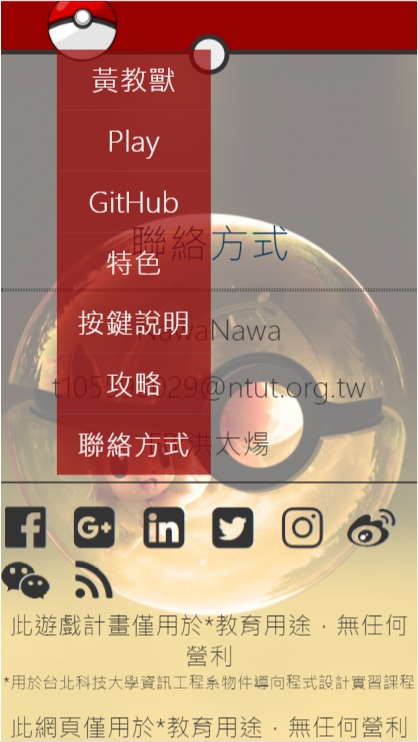 黃教獸
Play
GitHub
特色
按鍵說明
攻略
聯絡方式
聯絡方式
NawaNawa
029@ntut.org.tw
洪太煬
此遊戲計畫僅用於*教育用途，無任何
營利
*用於台北科技大學資訊工程系物件導向程式設計實習課程
此網頁僅用於*教育用途，無任何營利